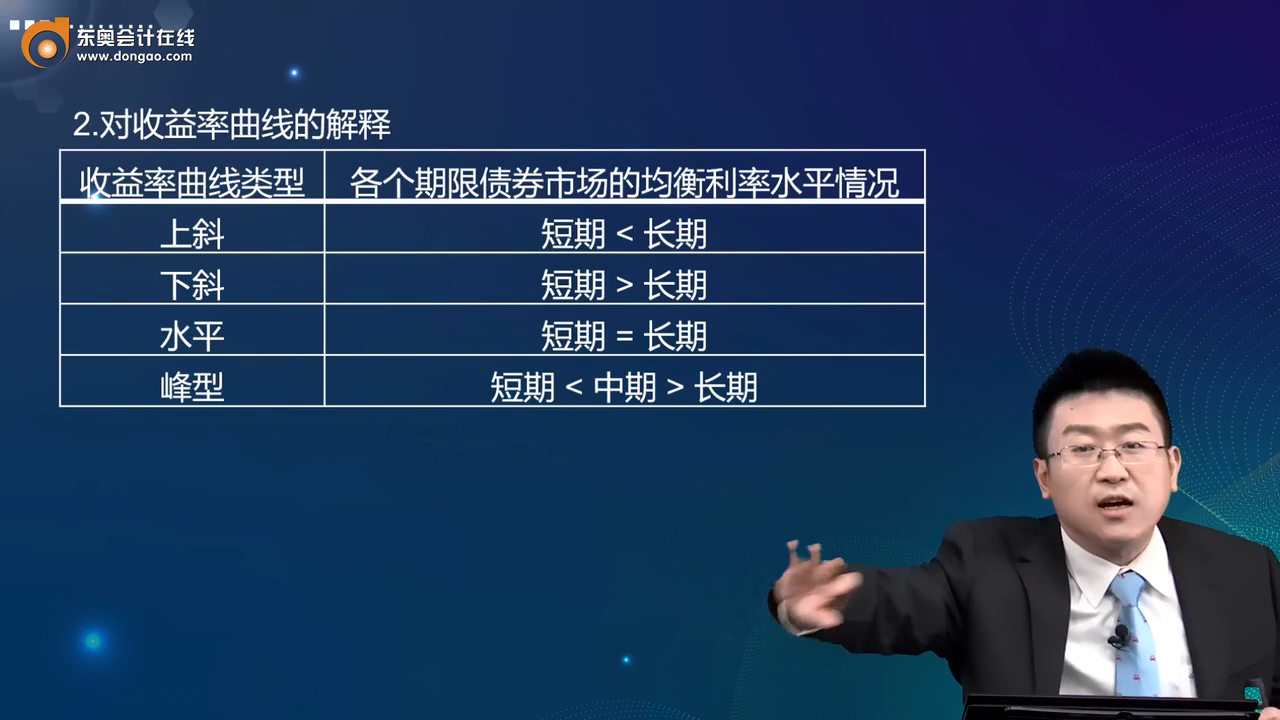 东奥会计在线
www.dongao.com
2.对收益率曲线的解释
收益率曲线类型 各个期限债券市场的均衡利率水平情况
上斜 短期 < 长期
下斜 短期 > 长期
水平 短期 = 长期
峰型 短期 < 中期 > 长期